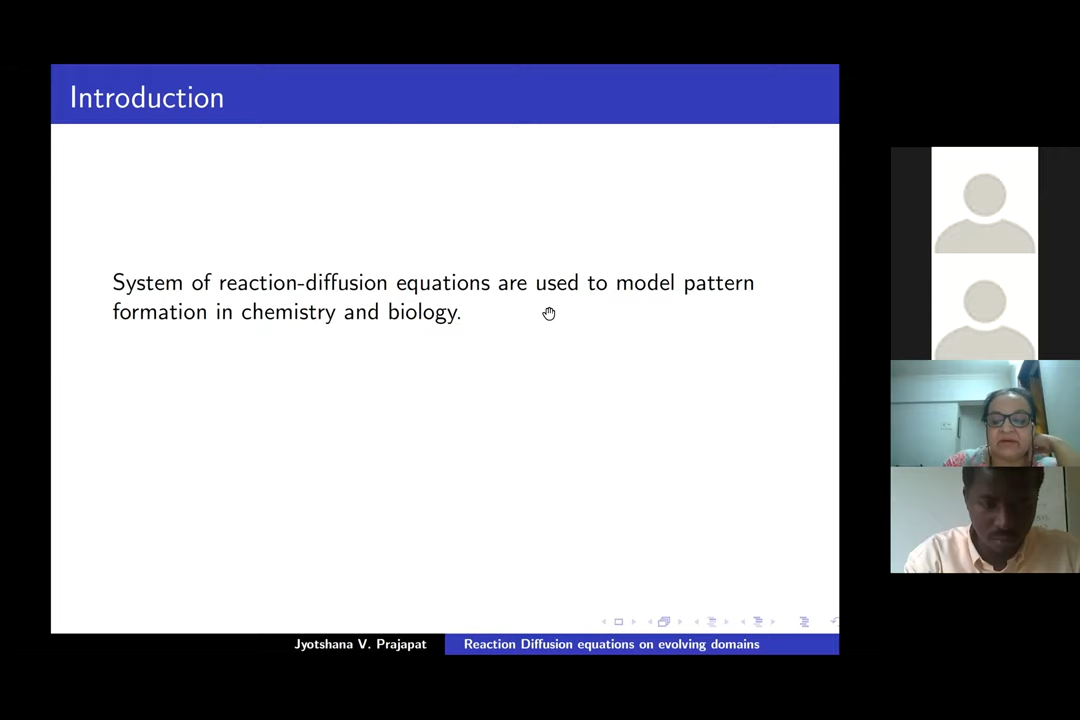 Introduction
System of reaction-diffusion equations are used to model pattern
formation in chemistry and biology.
Jyotshana V. Prajapat
Reaction Diffusion equations on evolving domains